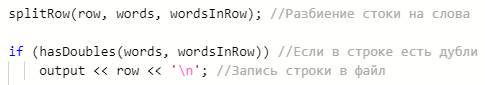 splitRow(row, words, wordsInRow); //Разбиение стоки на слова
if (hasDoubles(words, wordsInRow)) //Если в строке есть дубли
output << row << '\n'; //Запись строки в файл